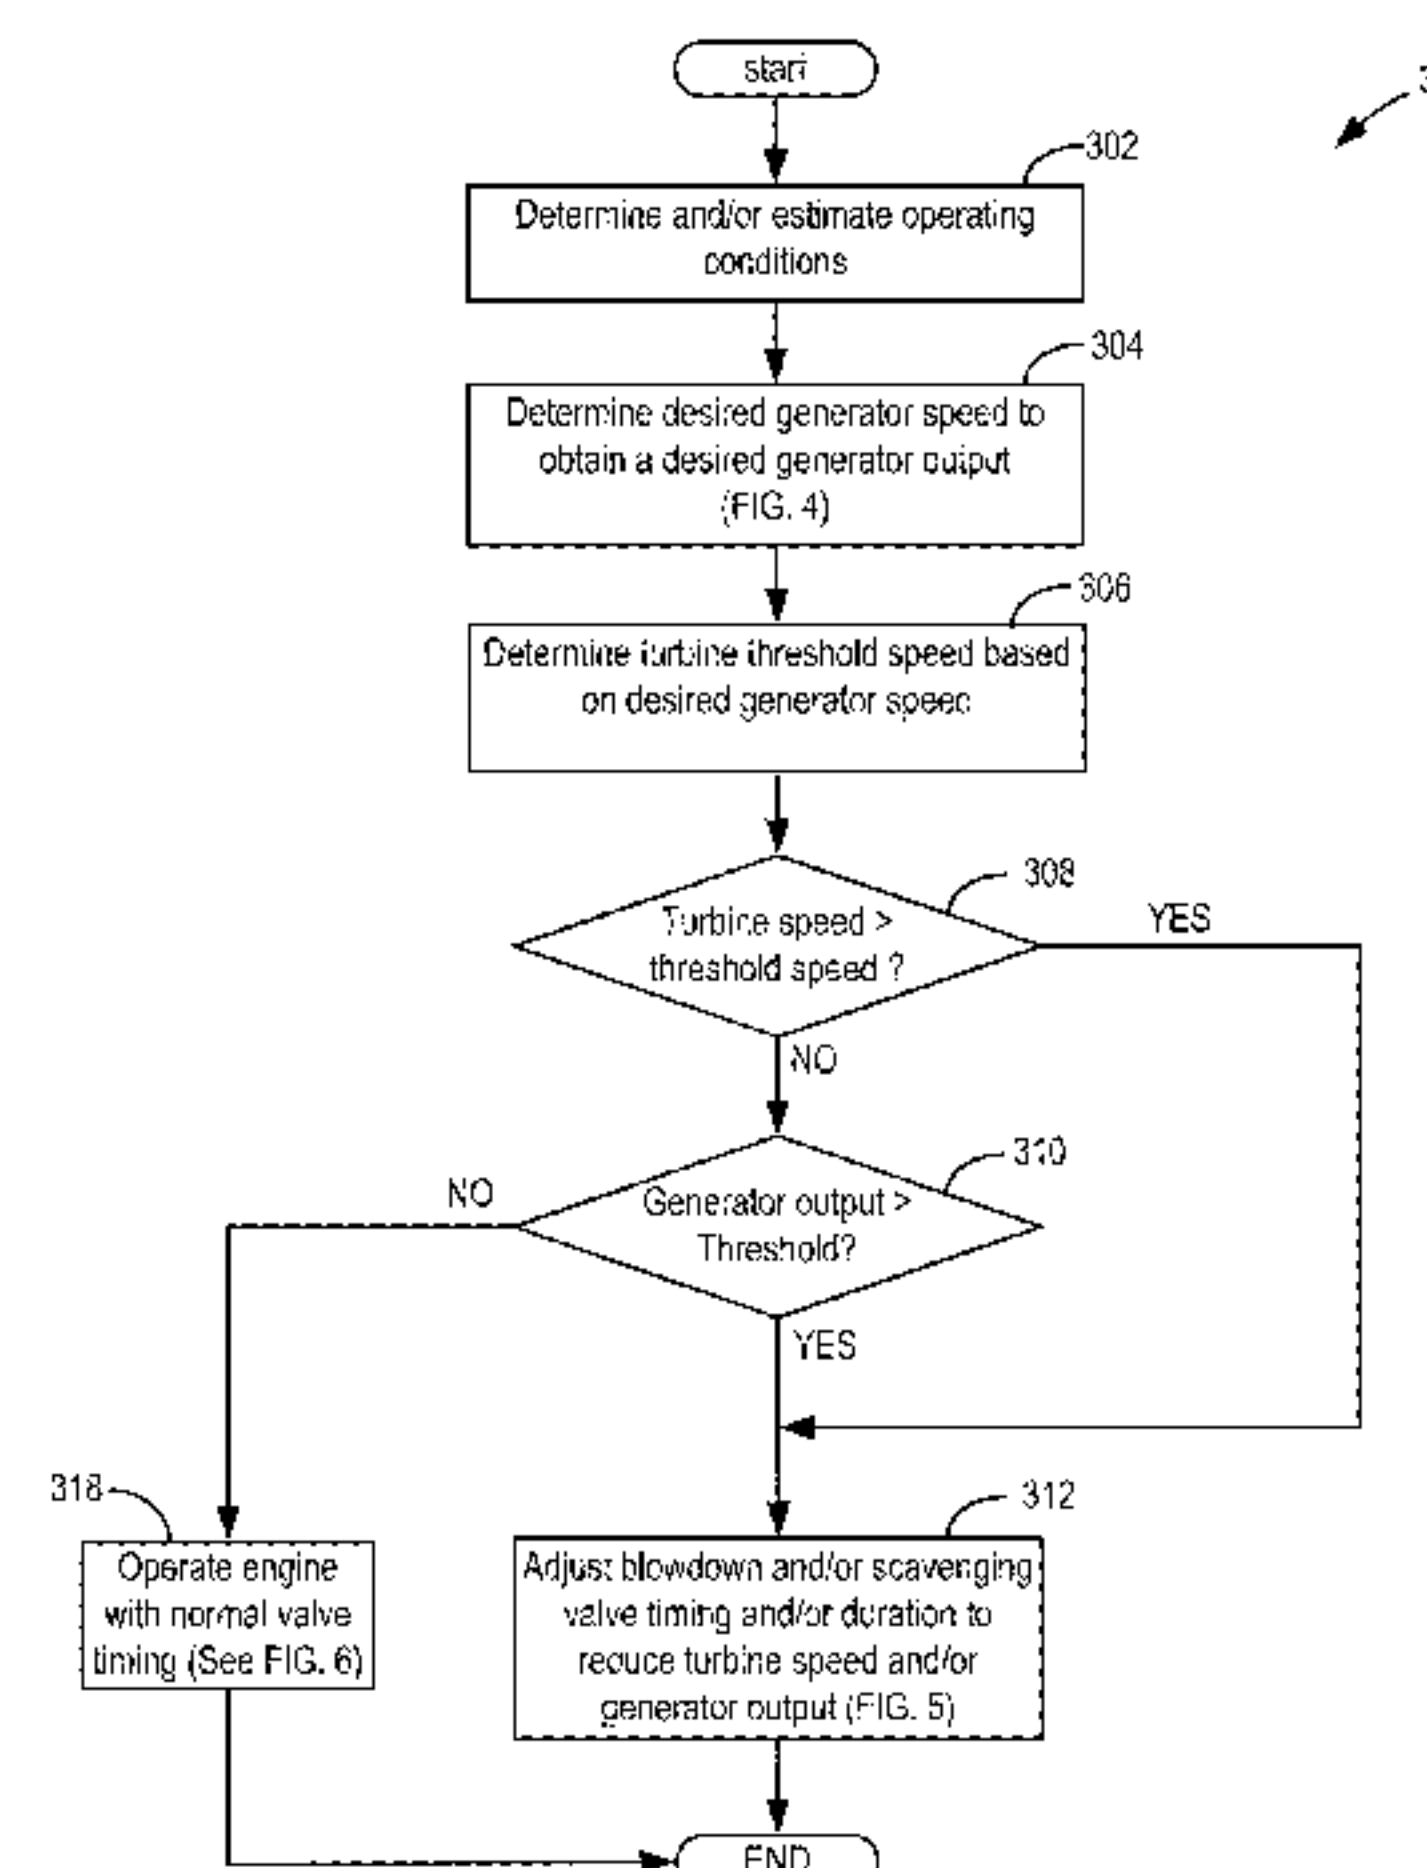 start
302
Determine and/or estimate operating
conditions
304
Determine desired generator speed to
obtain a desired generator output
(FIG. 4)
306
Determine turbine threshold speed based
on desired generator speed
308
Turbine speed >
threshold speed ?
YES
NO
310
Generator output >
Threshold?
NO
YES
318
Operate engine
with normal valve
timing (See FIG. 6)
312
Adjust blowdown and/or scavenging
valve timing and/or duration to
reduce turbine speed and/or
generator output (FIG. 5)
END